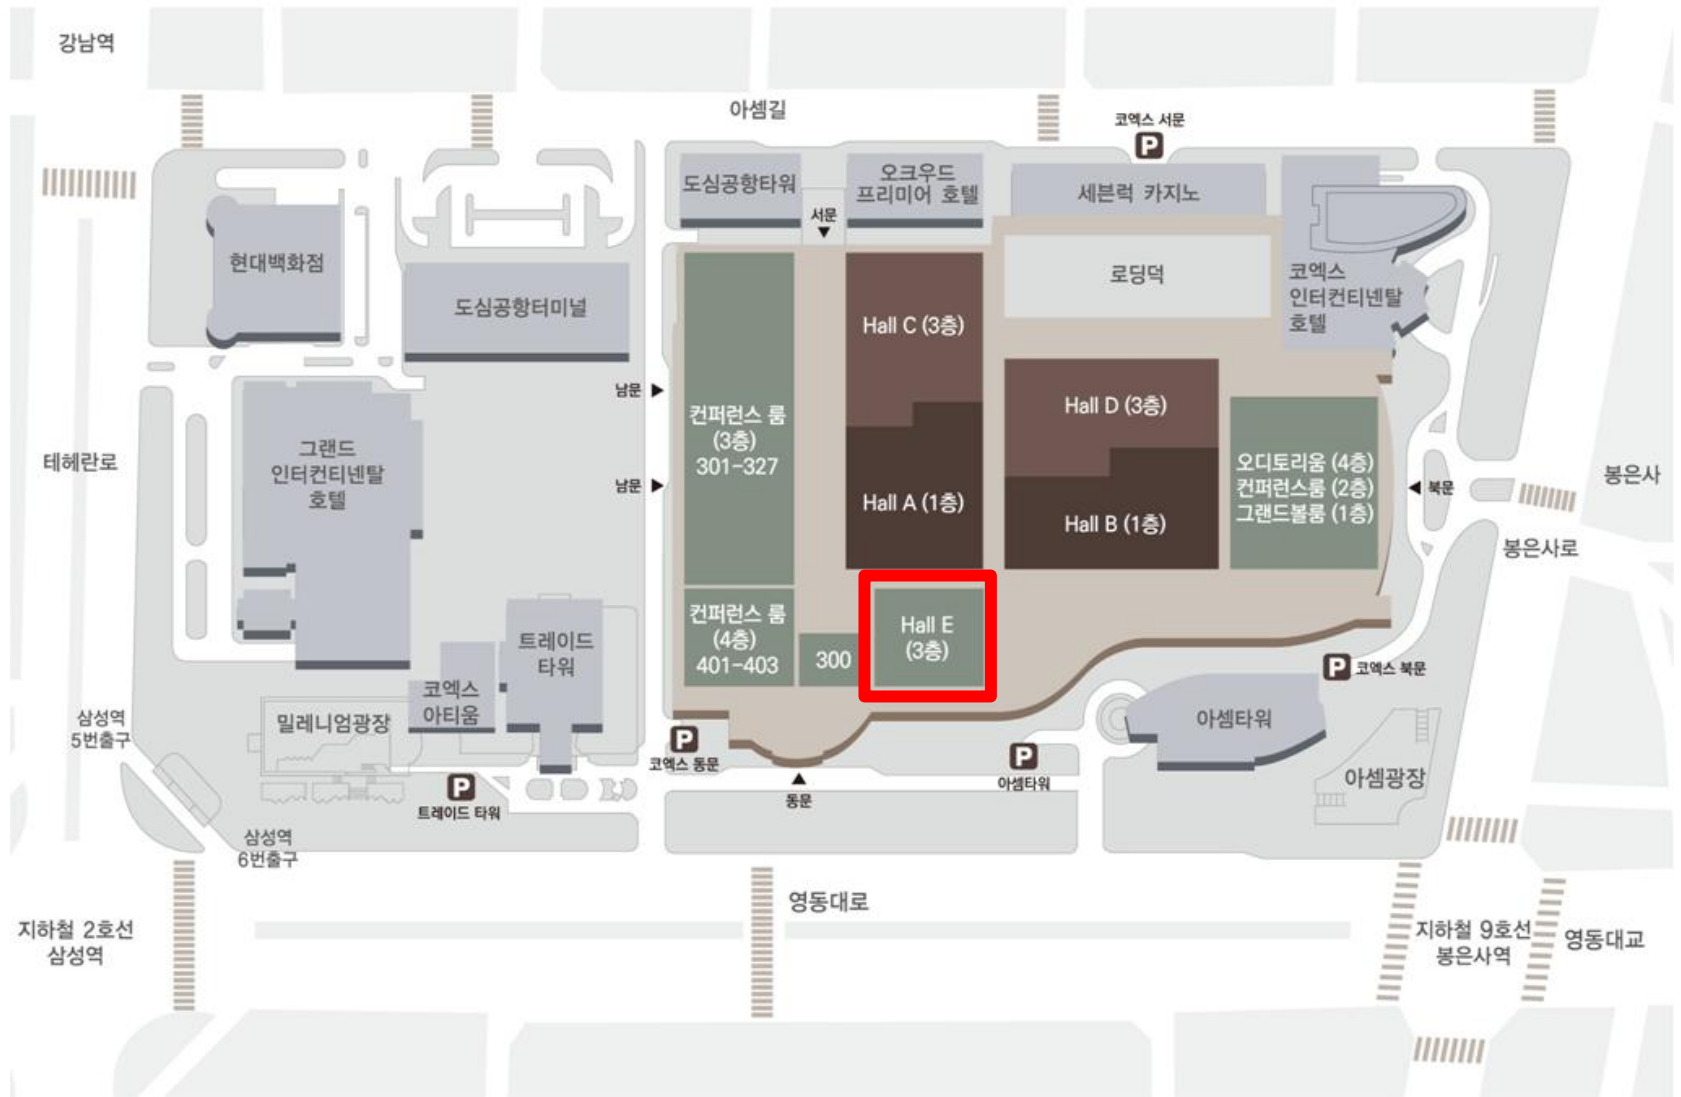 강남역
아셈길
코엑스 서문
P
도심공항타워
오크우드
프리미어 호텔
세븐럭 카지노
서문
현대백화점
도심공항터미널
로딩덕
코엑스
인터컨티넨탈
호텔
Hall C (3층)
남문
컨퍼런스 룸
(3층)
301-327
Hall D (3층)
그랜드
인터컨티넨탈
호텔
테헤란로
남문
Hall A (1층)
Hall B (1층)
오디토리움 (4층)
컨퍼런스룸 (2층)
그랜드볼룸 (1층)
북문
봉은사
봉은사로
컨퍼런스 룸
(4층)
401-403
300
Hall E
(3층)
트레이드
타워
코엑스
아티움
밀레니엄광장
P
코엑스 북문
아셈타워
삼성역
5번출구
P
코엑스 동문
P
아셈타워
아셈광장
P
트레이드 타워
동문
삼성역
6번출구
영동대로
지하철 2호선
삼성역
지하철 9호선
봉은사역
영동대교